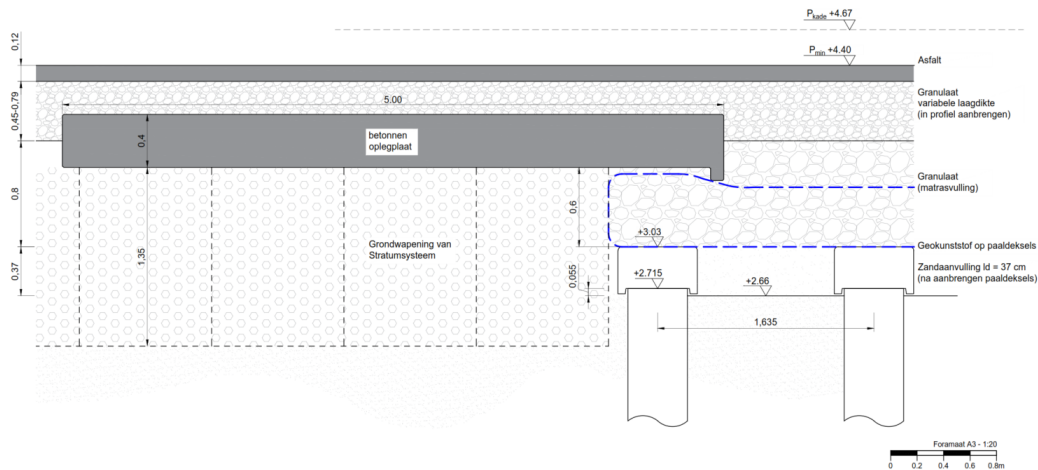 P kade +4.67
0,12
P min +4.40
Asfalt
0.45-0,79
5.00
Granulaat
variabele laagdikte
(in profiel aanbrengen)
0,4
betonnen
oplegplaat
0,8
Granulaat
(matrasvulling)
0,6
1,35
Grondwapening van
Stratumsysteem
+3.03
Geokunststof op paaldeksels
0.37
0,055
+2.715
+2.66
Zandaanvulling ld = 37 cm
(na aanbrengen paaldeksels)
1,635
Foramaat A3 - 1:20
0 0.2 0.4 0.6 0.8m